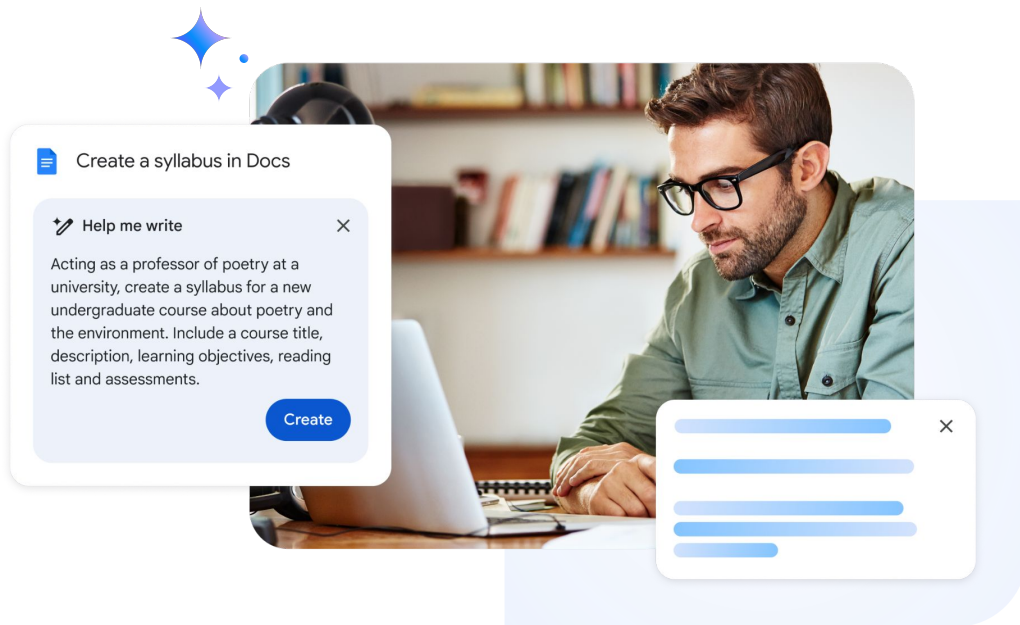 Create a syllabus in Docs
Help me write
Acting as a professor of poetry at a
university, create a syllabus for a new
undergraduate course about poetry and
the environment. Include a course title,
description, learning objectives, reading
list and assessments.
Create